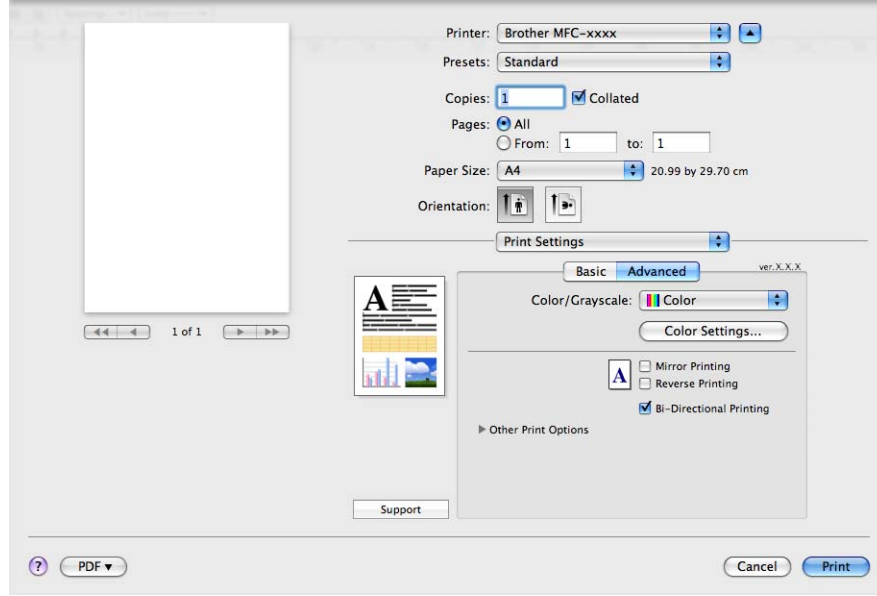 Printer: Brother MFC-xxxx
Presets: Standard
Copies: 1 Collated
Pages: All
From: 1 to: 1
Paper Size: A4 20.99 by 29.70 cm
Orientation:
Print Settings
Basic Advanced ver.X.X.X
Color/Grayscale: Color
Color Settings...
A
1 of 1
A Mirror Printing
Reverse Printing
Bi-Directional Printing
Other Print Options
Support
? PDF ▼ Cancel Print